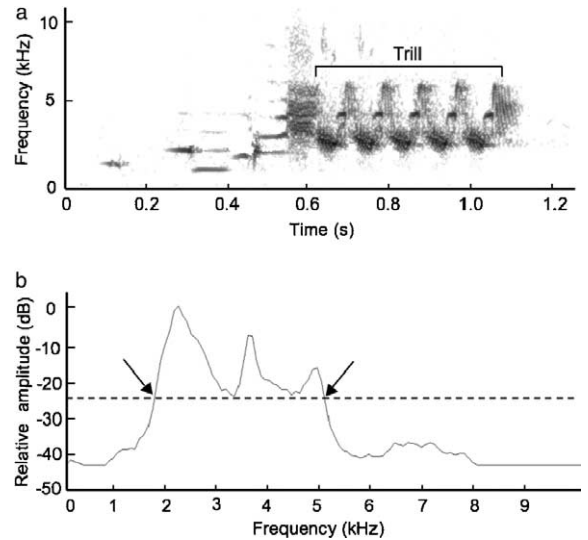 a
Frequency (kHz)
10
5
0
Trill
0 0.2 0.4 0.6 0.8 1.0 1.2
Time (s)
b
Relative amplitude (dB)
0
-10
-20
-30
-40
-50
0 1 2 3 4 5 6 7 8 9
Frequency (kHz)